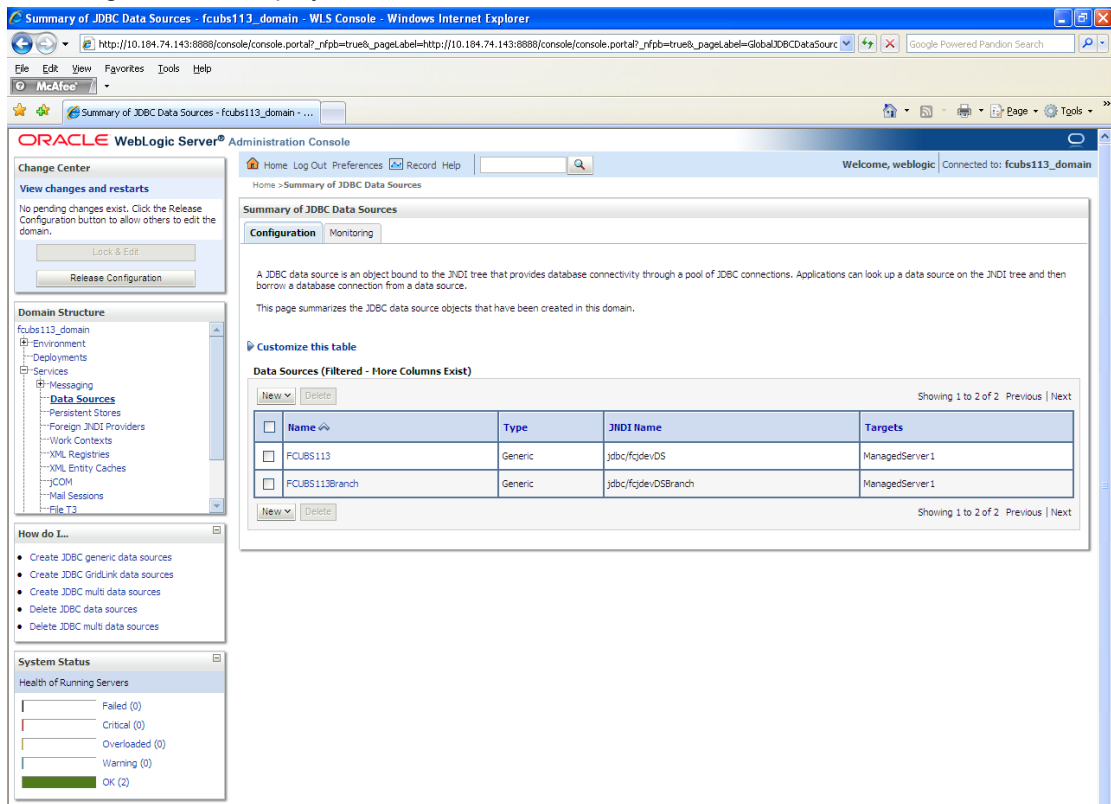 Summary of JDBC Data Sources - fcubs113_domain - WLS Console - Windows Internet Explorer
http://10.184.74.143:8888/console/console.portal?_nfpb=true&_pageLabel=http://10.184.74.143:8888/console/console.portal?_nfpb=true&_pageLabel=GlobalJDBCDataSourc
Google Powered Pandion Search
File Edit View Favorites Tools Help
McAfee
Summary of JDBC Data Sources - fcubs113_domain - ...
Page Tools
ORACLE WebLogic Server® Administration Console
Change Center
View changes and restarts
No pending changes exist. Click the Release
Configuration button to allow others to edit the
domain.
Lock & Edit
Release Configuration
Domain Structure
fcubs113_domain
Environment
Deployments
Services
Messaging
Data Sources
Persistent Stores
Foreign JNDI Providers
Work Contexts
XML Registries
XML Entity Caches
jCOM
Mail Sessions
File T3
How do I...
Create JDBC generic data sources
Create JDBC GridLink data sources
Create JDBC multi data sources
Delete JDBC data sources
Delete JDBC multi data sources
System Status
Health of Running Servers
Failed (0)
Critical (0)
Overloaded (0)
Warning (0)
OK (2)
Home Log Out Preferences Record Help
Welcome, weblogic Connected to: fcubs113_domain
Home >Summary of JDBC Data Sources
Summary of JDBC Data Sources
Configuration Monitoring
A JDBC data source is an object bound to the JNDI tree that provides database connectivity through a pool of JDBC connections. Applications can look up a data source on the JNDI tree and then
borrow a database connection from a data source.
This page summarizes the JDBC data source objects that have been created in this domain.
Customize this table
Data Sources (Filtered - More Columns Exist)
New Delete Showing 1 to 2 of 2 Previous | Next
Name Type JNDI Name Targets
FCUBS113 Generic jdbc/fcjdevDS ManagedServer1
FCUBS113Branch Generic jdbc/fcjdevDSBranch ManagedServer1
New Delete Showing 1 to 2 of 2 Previous | Next